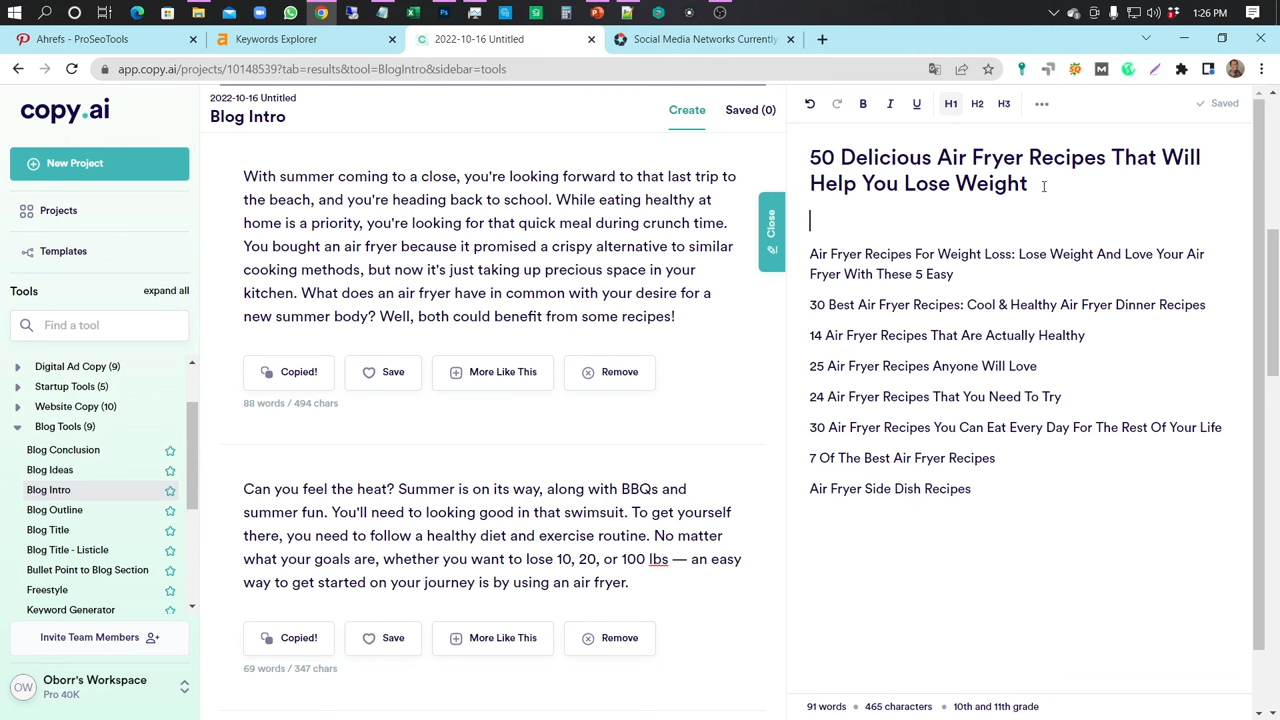 1:26 PM
Ahrefs - ProSeoTools
Keywords Explorer
2022-10-16 Untitled
Social Media Networks Currently
app.copy.ai/projects/10148539?tab=results&tool=BlogIntro&sidebar=tools
copy.ai
New Project
Projects
Templates
Tools
expand all
Find a tool
Digital Ad Copy (9)
Startup Tools (5)
Website Copy (10)
Blog Tools (9)
Blog Conclusion
Blog Ideas
Blog Intro
Blog Outline
Blog Title
Blog Title - Listicle
Bullet Point to Blog Section
Freestyle
Keyword Generator
Invite Team Members
OW
Oborr's Workspace
Pro 40K
2022-10-16 Untitled
Blog Intro
Create
Saved (0)
With summer coming to a close, you're looking forward to that last trip to
the beach, and you're heading back to school. While eating healthy at
home is a priority, you're looking for that quick meal during crunch time.
You bought an air fryer because it promised a crispy alternative to similar
cooking methods, but now it's just taking up precious space in your
kitchen. What does an air fryer have in common with your desire for a
new summer body? Well, both could benefit from some recipes!
Copied!
Save
More Like This
Remove
88 words / 494 chars
Can you feel the heat? Summer is on its way, along with BBQs and
summer fun. You'll need to looking good in that swimsuit. To get yourself
there, you need to follow a healthy diet and exercise routine. No matter
what your goals are, whether you want to lose 10, 20, or 100 lbs — an easy
way to get started on your journey is by using an air fryer.
Copied!
Save
More Like This
Remove
69 words / 347 chars
Close
B
I
U
H1
H2
H3
Saved
50 Delicious Air Fryer Recipes That Will
Help You Lose Weight
Air Fryer Recipes For Weight Loss: Lose Weight And Love Your Air
Fryer With These 5 Easy
30 Best Air Fryer Recipes: Cool & Healthy Air Fryer Dinner Recipes
14 Air Fryer Recipes That Are Actually Healthy
25 Air Fryer Recipes Anyone Will Love
24 Air Fryer Recipes That You Need To Try
30 Air Fryer Recipes You Can Eat Every Day For The Rest Of Your Life
7 Of The Best Air Fryer Recipes
Air Fryer Side Dish Recipes
91 words
465 characters
10th and 11th grade